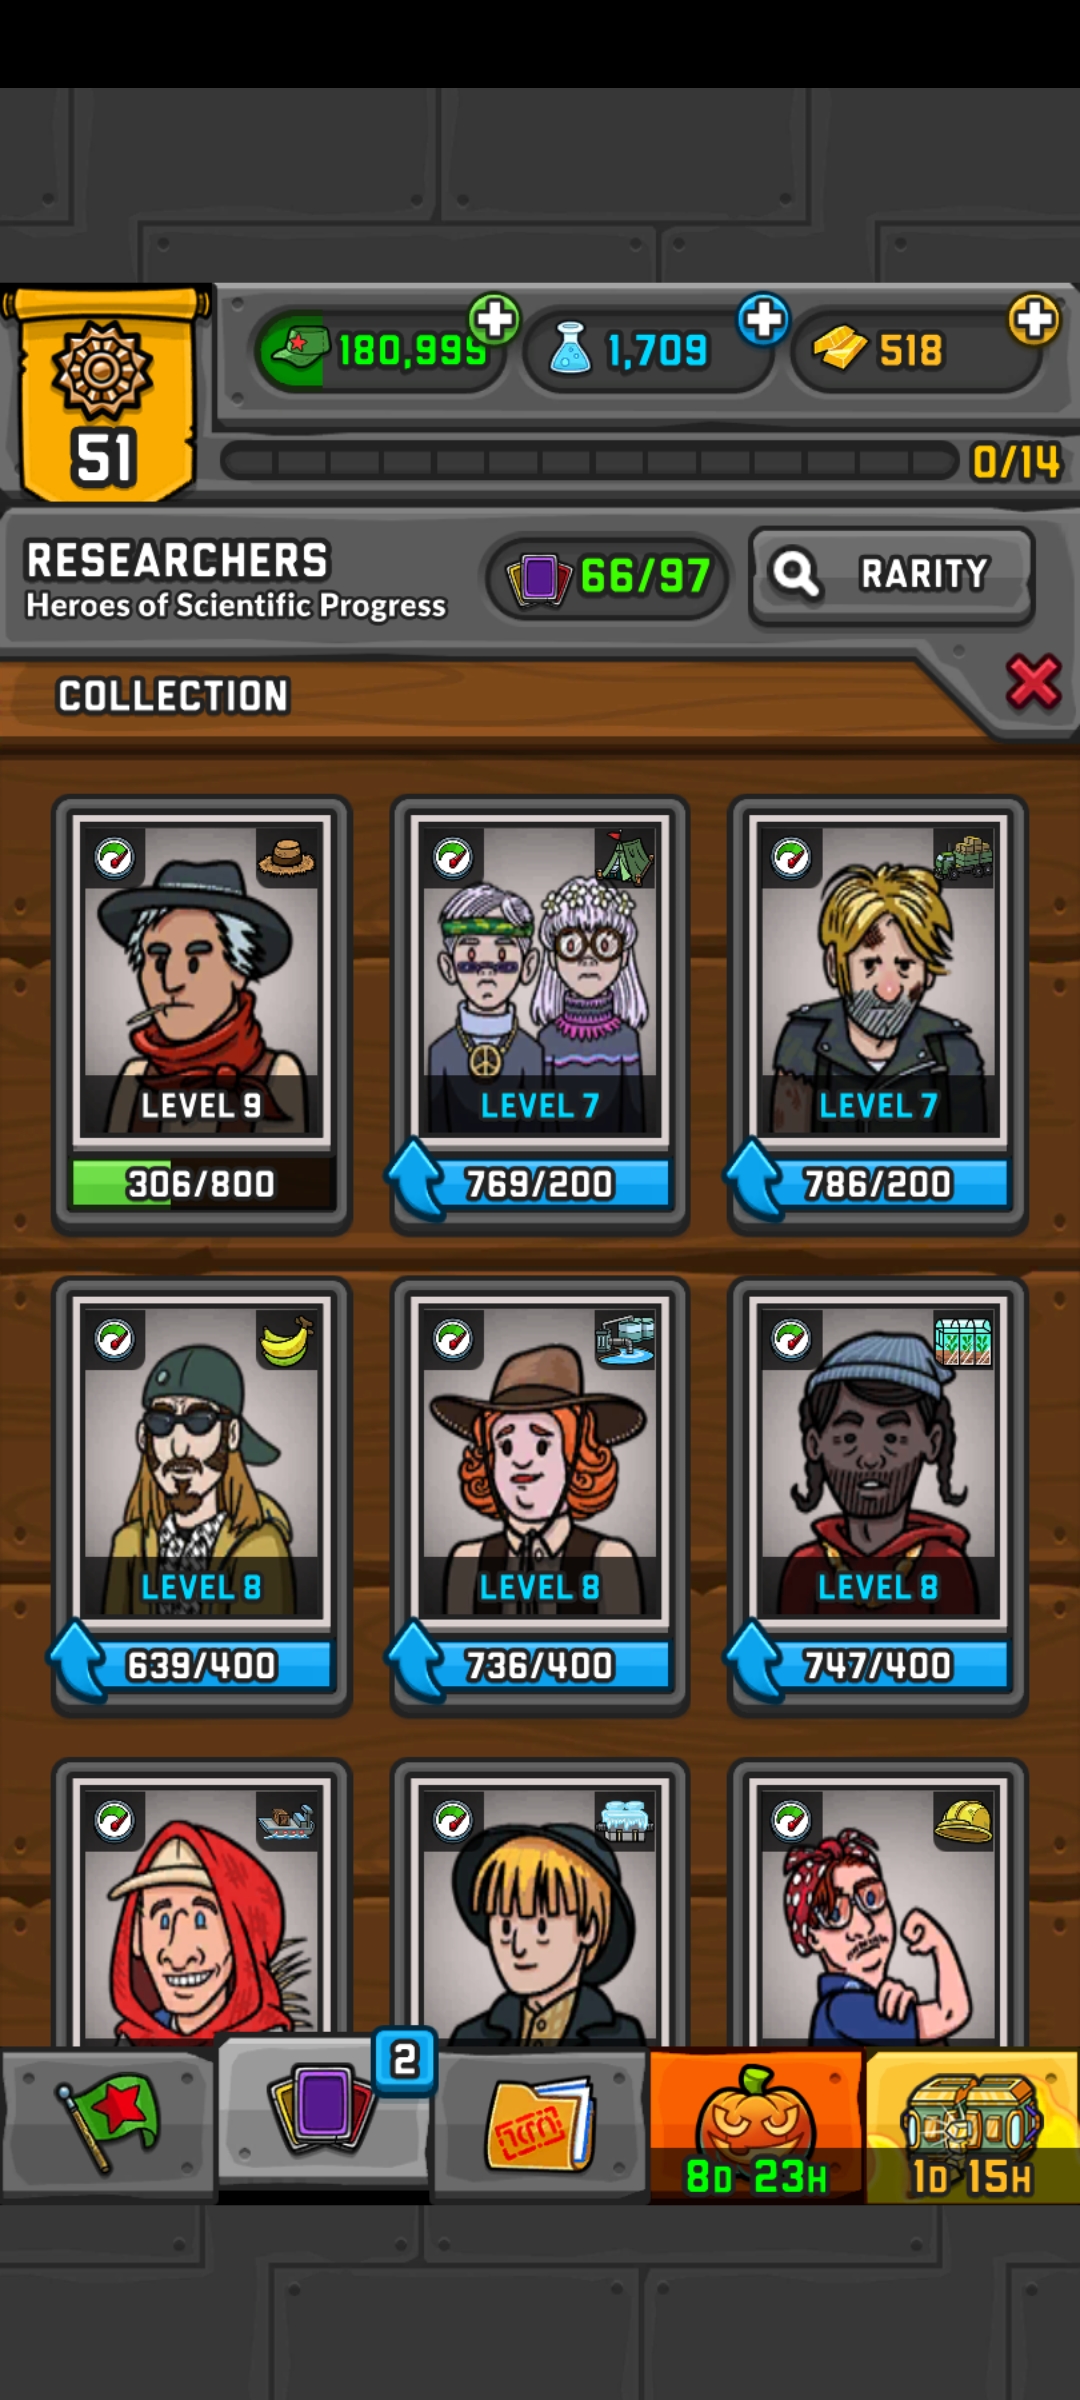 180,999
1,709
518
51
0/14
RESEARCHERS
Heroes of Scientific Progress
66/97
RARITY
COLLECTION
LEVEL 9
LEVEL 7
LEVEL 7
306/800
769/200
786/200
LEVEL 8
LEVEL 8
LEVEL 8
639/400
736/400
747/400
2
8D 23H
1D 15H